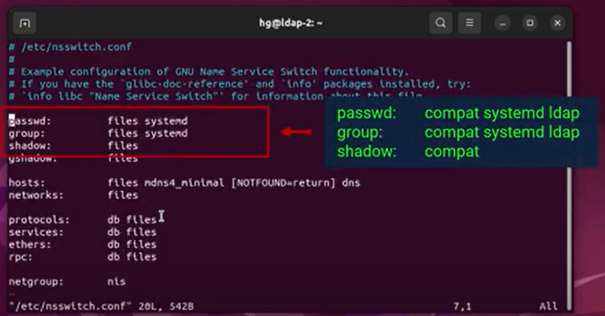 hg@ldap-2: ~
# /etc/nsswitch.conf
#
# Example configuration of GNU Name Service Switch functionality.
# If you have the `glibc-doc-reference' and `info' packages installed, try:
# `info libc "Name Service Switch"' for information about this file.
passwd: files systemd
group: files systemd
shadow: files
gshadow: files
passwd: compat systemd ldap
group: compat systemd ldap
shadow: compat
hosts: files mdns4_minimal [NOTFOUND=return] dns
networks: files
protocols: db files
services: db files
ethers: db files
rpc: db files
netgroup: nis
"/etc/nsswitch.conf" 20L, 542B 7,1 All